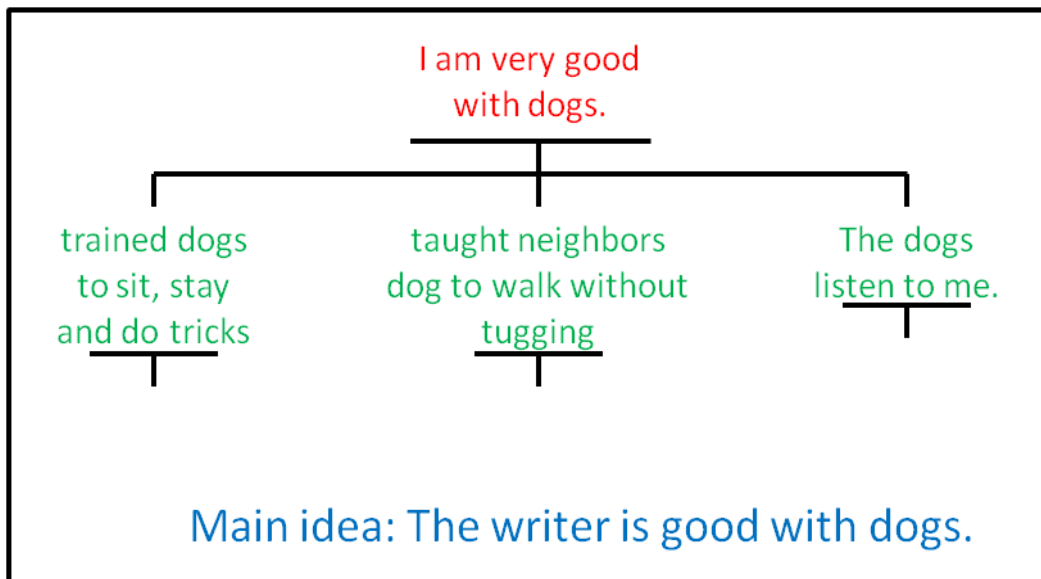 I am very good
with dogs.
trained dogs
to sit, stay
and do tricks
taught neighbors
dog to walk without
tugging
The dogs
listen to me.
Main idea: The writer is good with dogs.